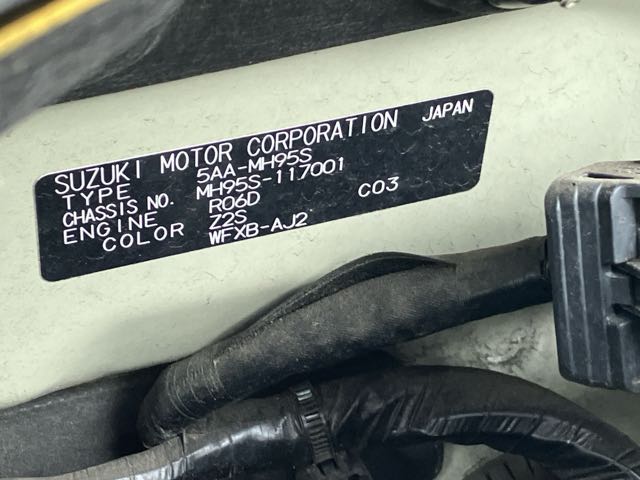 SUZUKI MOTOR CORPORATION JAPAN
TYPE 5AA-MH95S
CHASSIS NO. MH95S-117001
ENGINE R06D C03
COLOR Z2S
WFXB-AJ2